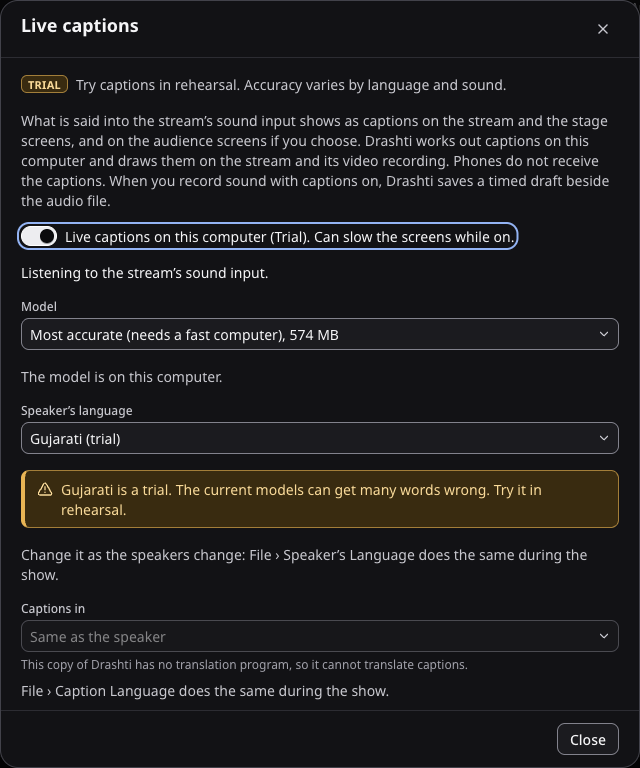 Live captions
TRIAL Try captions in rehearsal. Accuracy varies by language and sound.
What is said into the stream’s sound input shows as captions on the stream and the stage
screens, and on the audience screens if you choose. Drashti works out captions on this
computer and draws them on the stream and its video recording. Phones do not receive
the captions. When you record sound with captions on, Drashti saves a timed draft beside
the audio file.
Live captions on this computer (Trial). Can slow the screens while on.
Listening to the stream’s sound input.
Model
Most accurate (needs a fast computer), 574 MB
The model is on this computer.
Speaker’s language
Gujarati (trial)
Gujarati is a trial. The current models can get many words wrong. Try it in
rehearsal.
Change it as the speakers change: File › Speaker’s Language does the same during the
show.
Captions in
Same as the speaker
This copy of Drashti has no translation program, so it cannot translate captions.
File › Caption Language does the same during the show.
Close